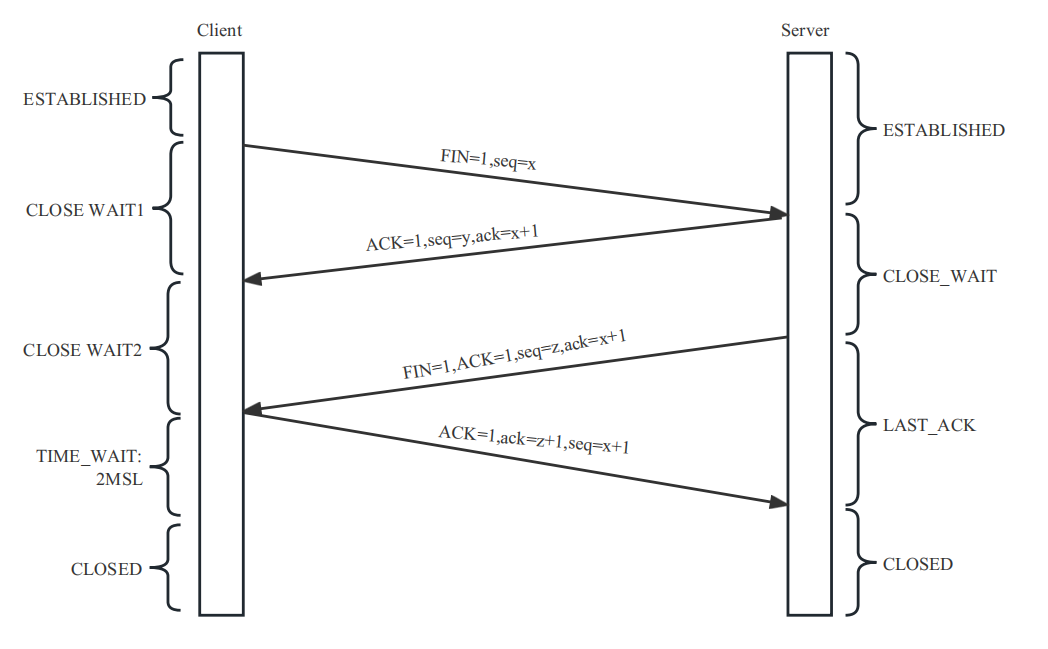 Client
Server
ESTABLISHED
ESTABLISHED
FIN=1,seq=x
CLOSE WAIT1
ACK=1,seq=y,ack=x+1
CLOSE_WAIT
CLOSE WAIT2
FIN=1,ACK=1,seq=z,ack=x+1
LAST_ACK
ACK=1,ack=z+1,seq=x+1
TIME_WAIT:
2MSL
CLOSED
CLOSED